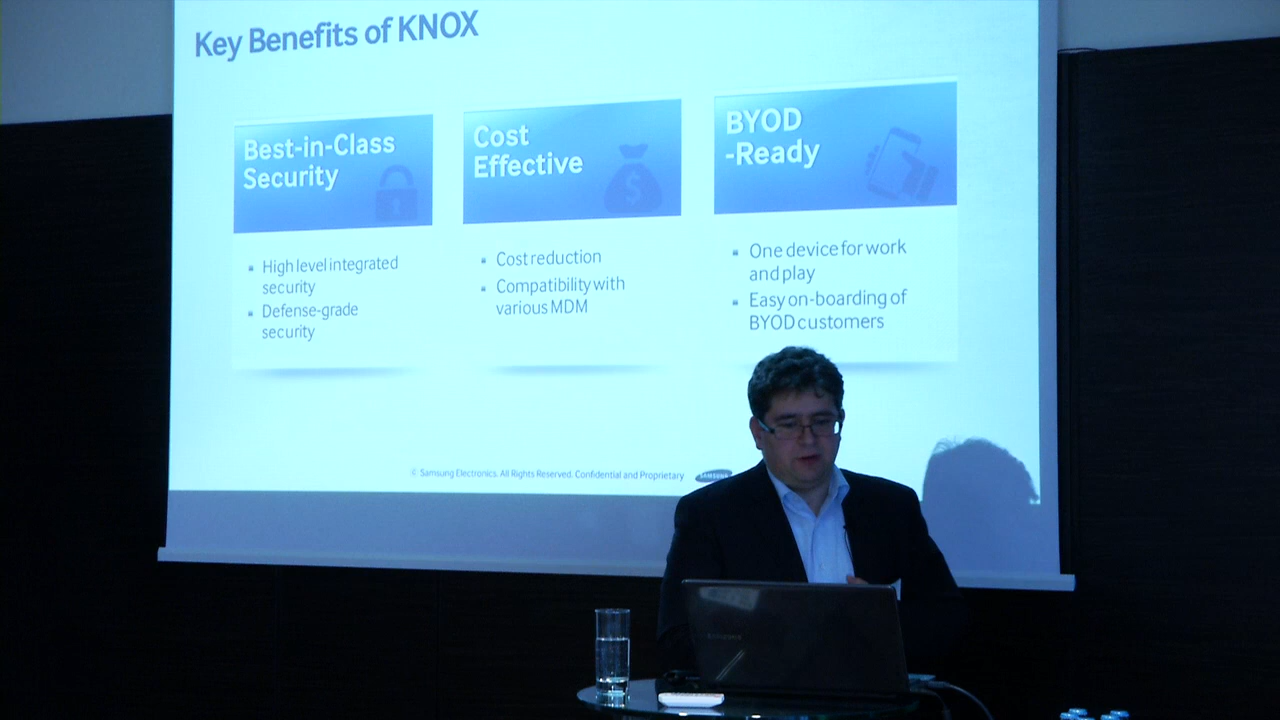 Key Benefits of KNOX
Best-in-Class
Security
High level integrated
security
Defense-grade
security
Cost
Effective
Cost reduction
Compatibility with
various MDM
BYOD
-Ready
One device for work
and play
Easy on-boarding of
BYOD customers
© Samsung Electronics. All Rights Reserved. Confidential and Proprietary
SAMSUNG
SAMSUNG